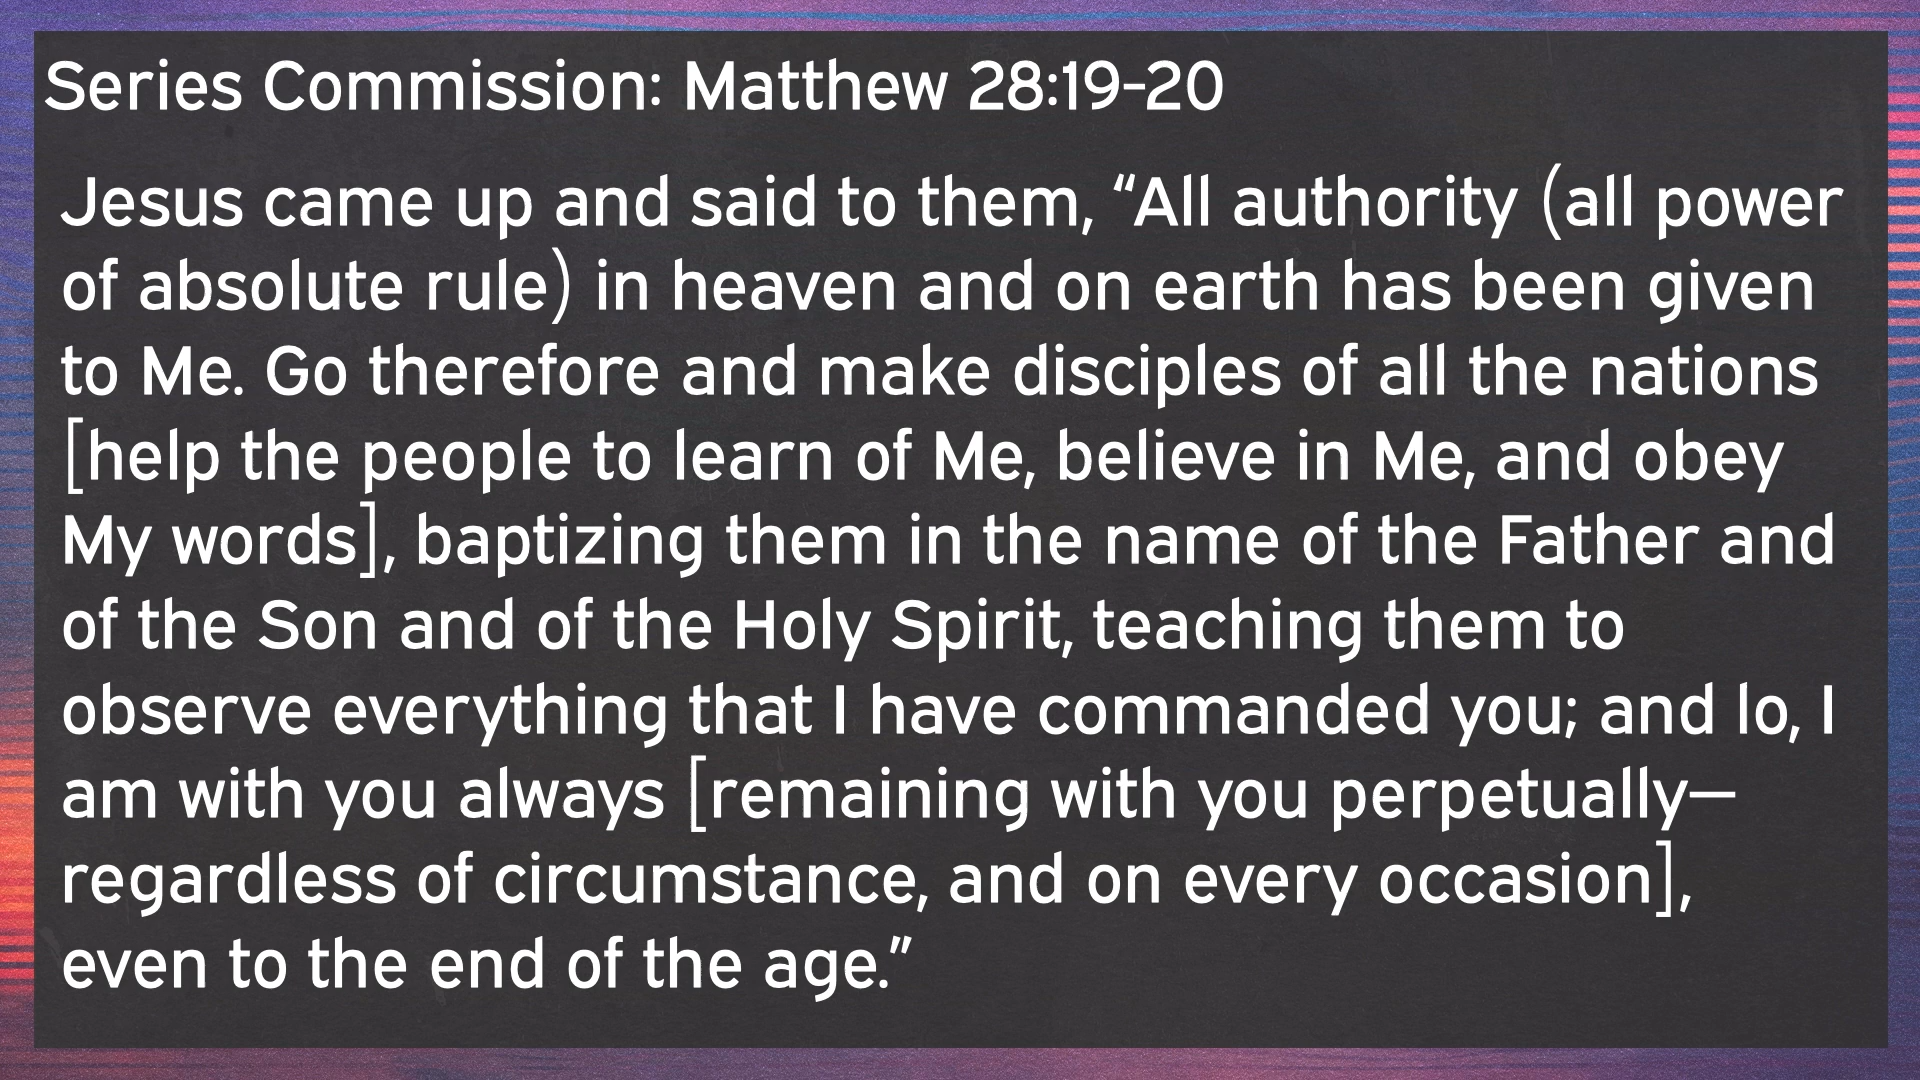 Series Commission: Matthew 28:19-20
Jesus came up and said to them, “All authority (all power
of absolute rule) in heaven and on earth has been given
to Me. Go therefore and make disciples of all the nations
[help the people to learn of Me, believe in Me, and obey
My words], baptizing them in the name of the Father and
of the Son and of the Holy Spirit, teaching them to
observe everything that I have commanded you; and lo, I
am with you always [remaining with you perpetually—
regardless of circumstance, and on every occasion],
even to the end of the age.”